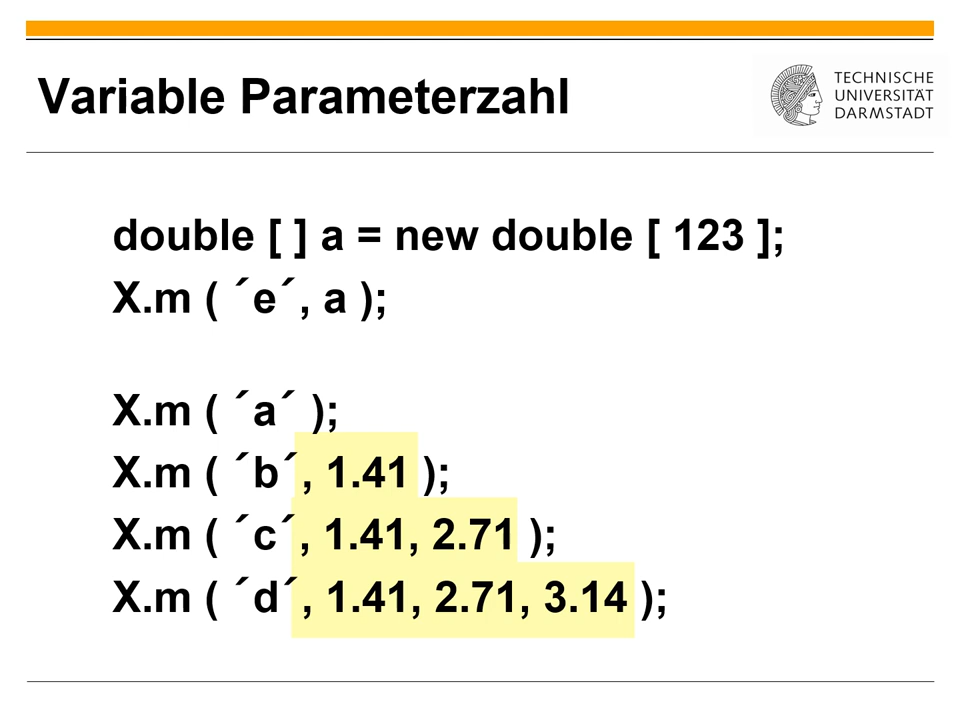 Variable Parameterzahl
TECHNISCHE
UNIVERSITÄT
DARMSTADT
double [ ] a = new double [ 123 ];
X.m ( ´e´, a );
X.m ( ´a´ );
X.m ( ´b´, 1.41 );
X.m ( ´c´, 1.41, 2.71 );
X.m ( ´d´, 1.41, 2.71, 3.14 );